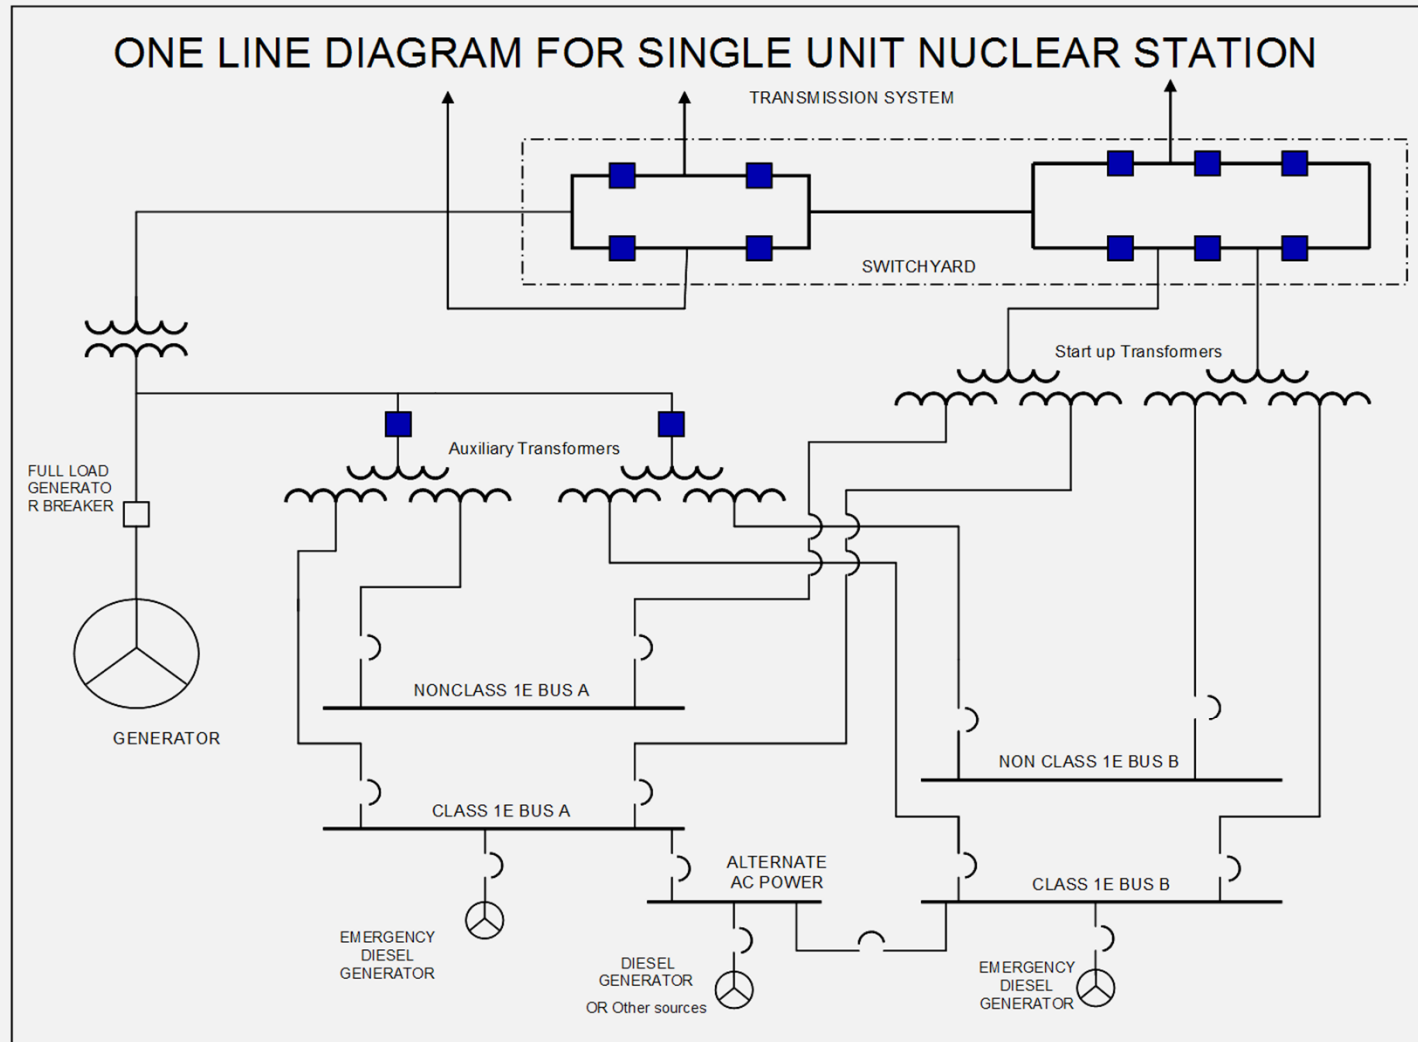 ONE LINE DIAGRAM FOR SINGLE UNIT NUCLEAR STATION
TRANSMISSION SYSTEM
SWITCHYARD
Start up Transformers
Auxiliary Transformers
FULL LOAD
GENERATO
R BREAKER
GENERATOR
NONCLASS 1E BUS A
NON CLASS 1E BUS B
CLASS 1E BUS A
ALTERNATE
AC POWER
CLASS 1E BUS B
EMERGENCY
DIESEL
GENERATOR
DIESEL
GENERATOR
OR Other sources
EMERGENCY
DIESEL
GENERATOR